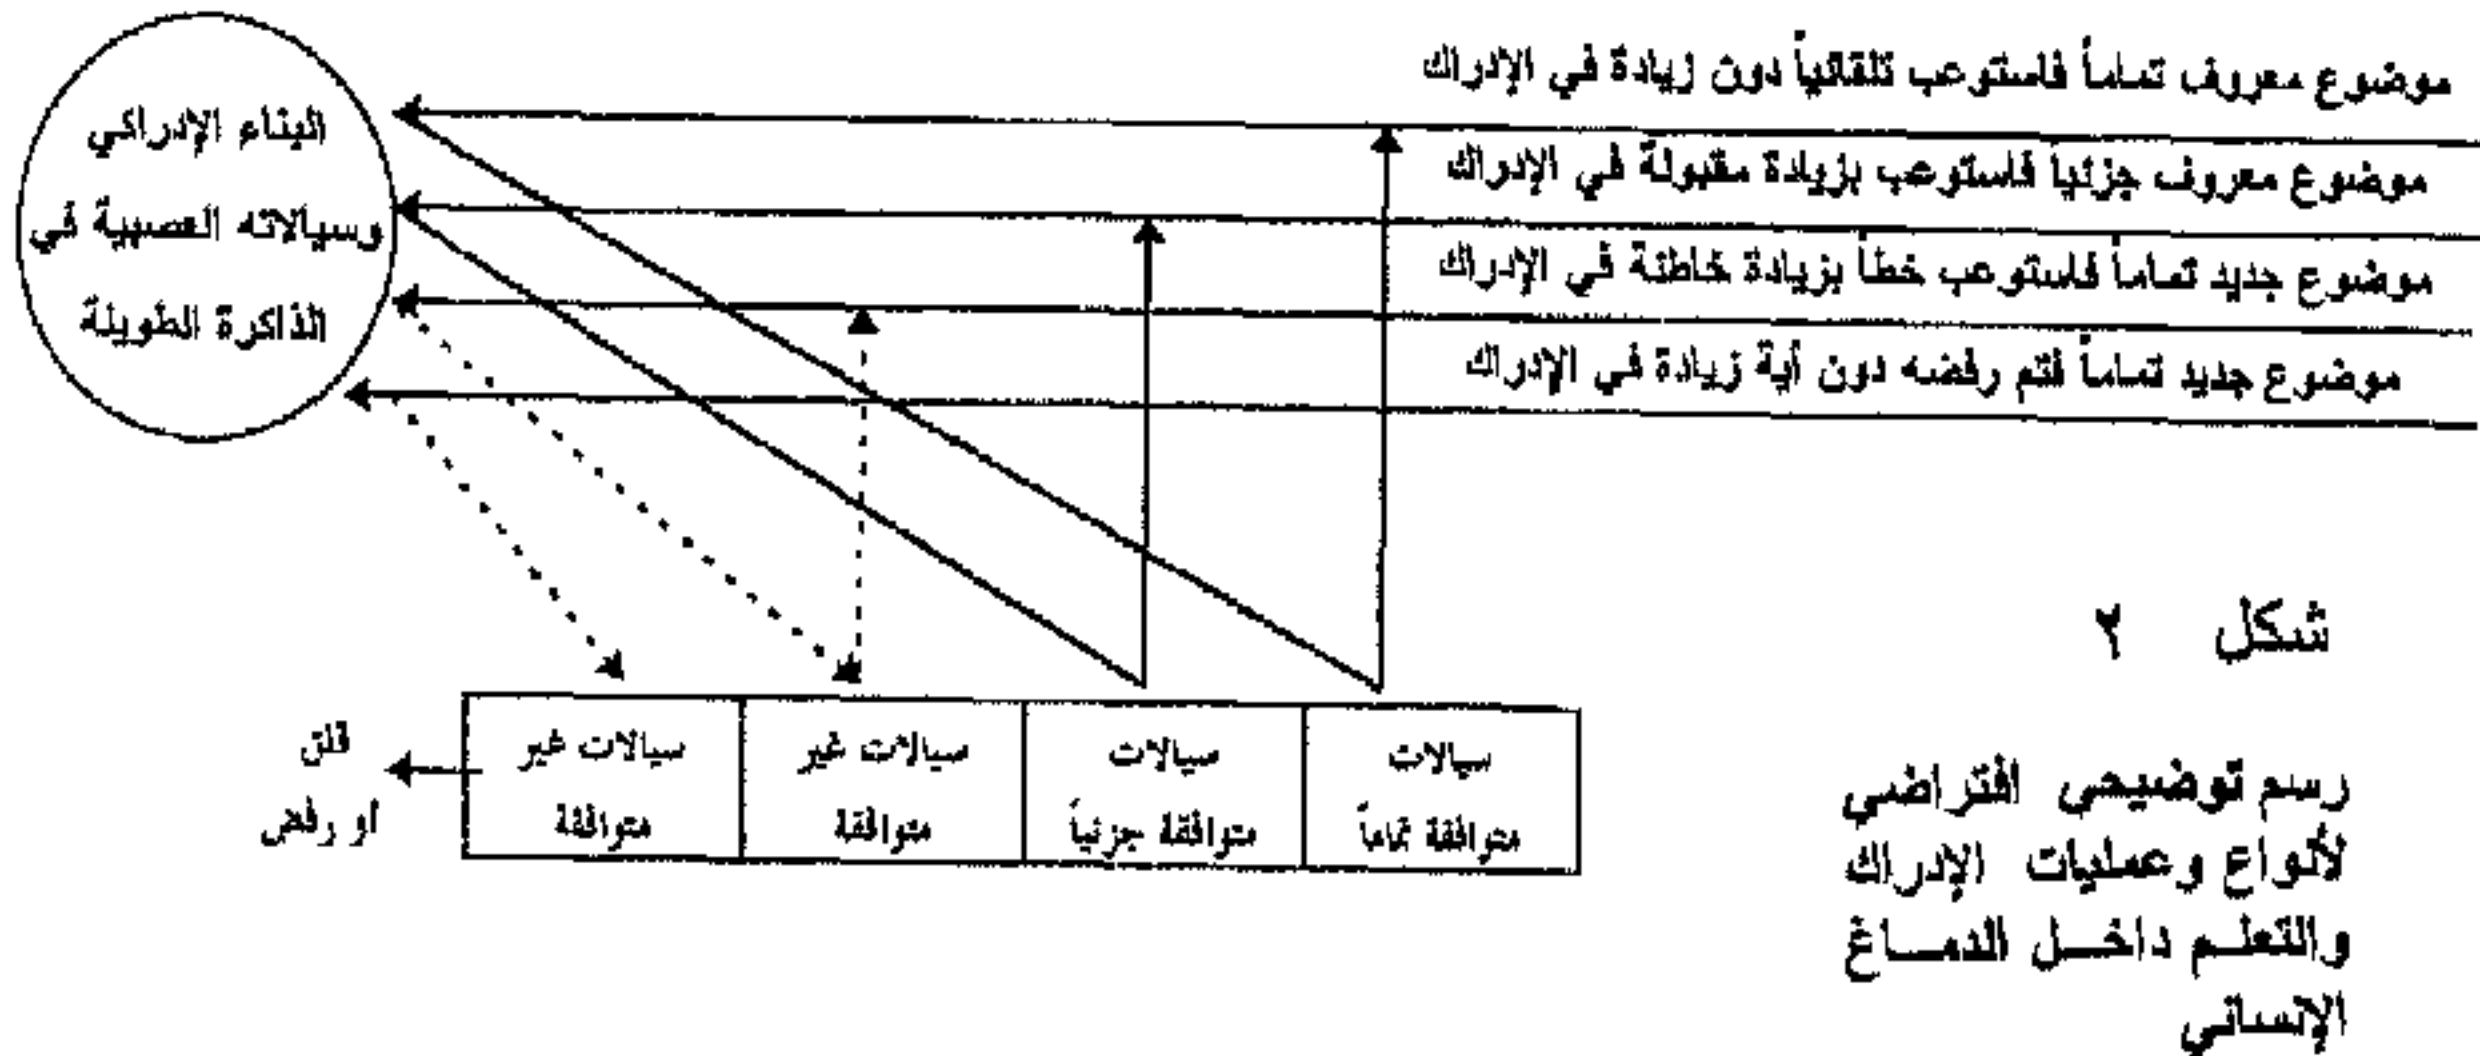 موضوع معروف تماماً فاستوعب تلقائياً دون زيادة في الإدراك
موضوع معروف جزئياً فاستوعب بزيادة مقبولة في الإدراك
موضوع جديد تماماً فاستوعب خطأ بزيادة خاطئة في الإدراك
موضوع جديد تماماً فتم رفضه دون أية زيادة في الإدراك
البناء الإدراكي
وسيالاته العصبية في
الذاكرة الطويلة
سيالات
متوافقة تماماً
سيالات
متوافقة جزئياً
سيالات غير
متوافقة
سيالات غير
متوافقة
قلق
او رفض
شكل ٢
رسم توضيحي افتراضي
لأنواع وعمليات الإدراك
والتعلم داخل الدماغ
الإنساني